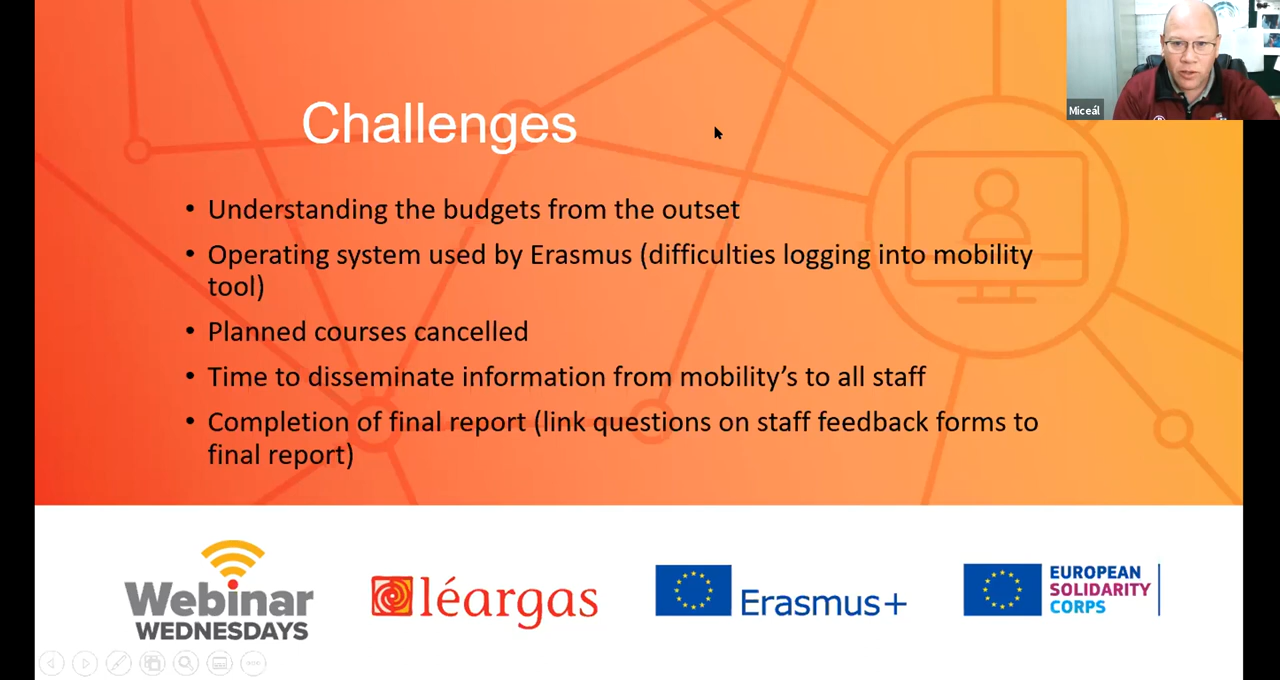 Miceál
Challenges
• Understanding the budgets from the outset
• Operating system used by Erasmus (difficulties logging into mobility
tool)
• Planned courses cancelled
• Time to disseminate information from mobility’s to all staff
• Completion of final report (link questions on staff feedback forms to
final report)
Webinar
WEDNESDAYS
léargas
Erasmus+
EUROPEAN
SOLIDARITY
CORPS